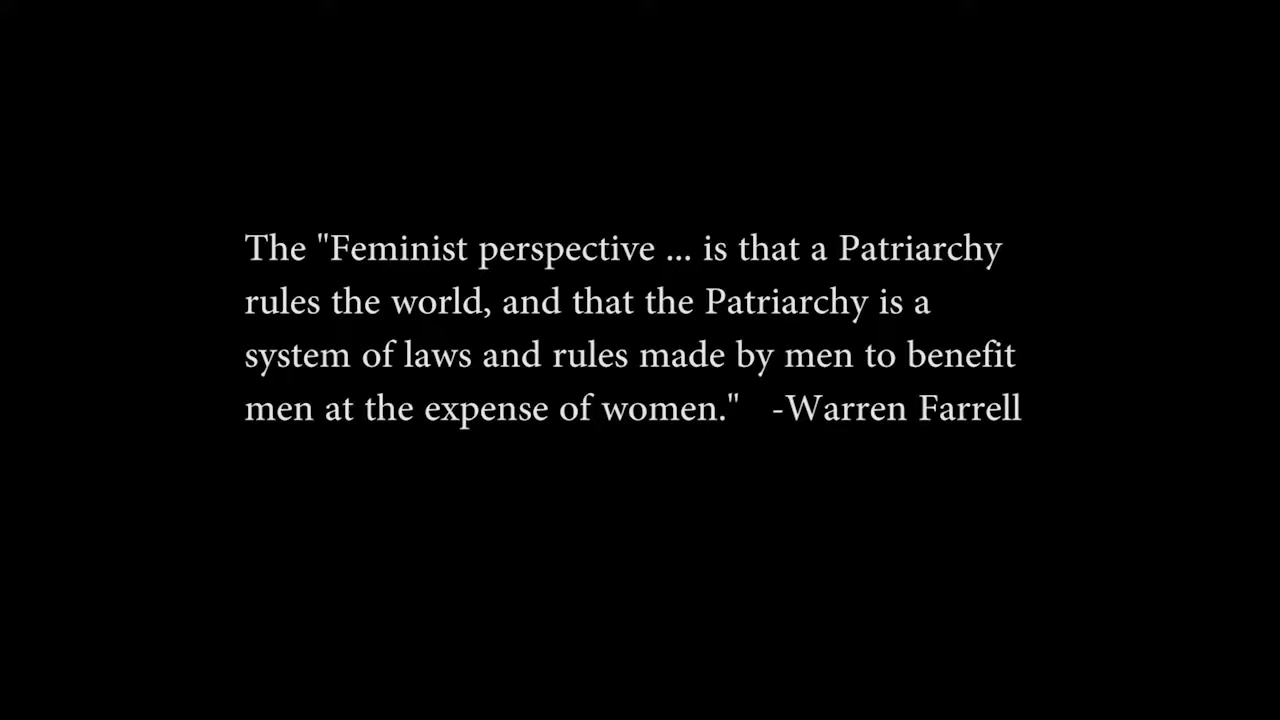 The "Feminist perspective ... is that a Patriarchy
rules the world, and that the Patriarchy is a
system of laws and rules made by men to benefit
men at the expense of women."   -Warren Farrell